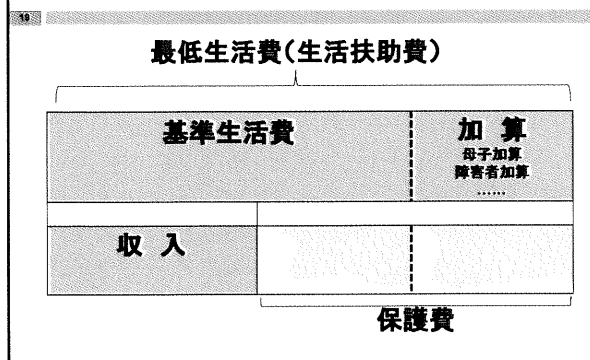 19
最低生活費(生活扶助費)
基準生活費
加 算
母子加算
障害者加算
……
収 入
保護費